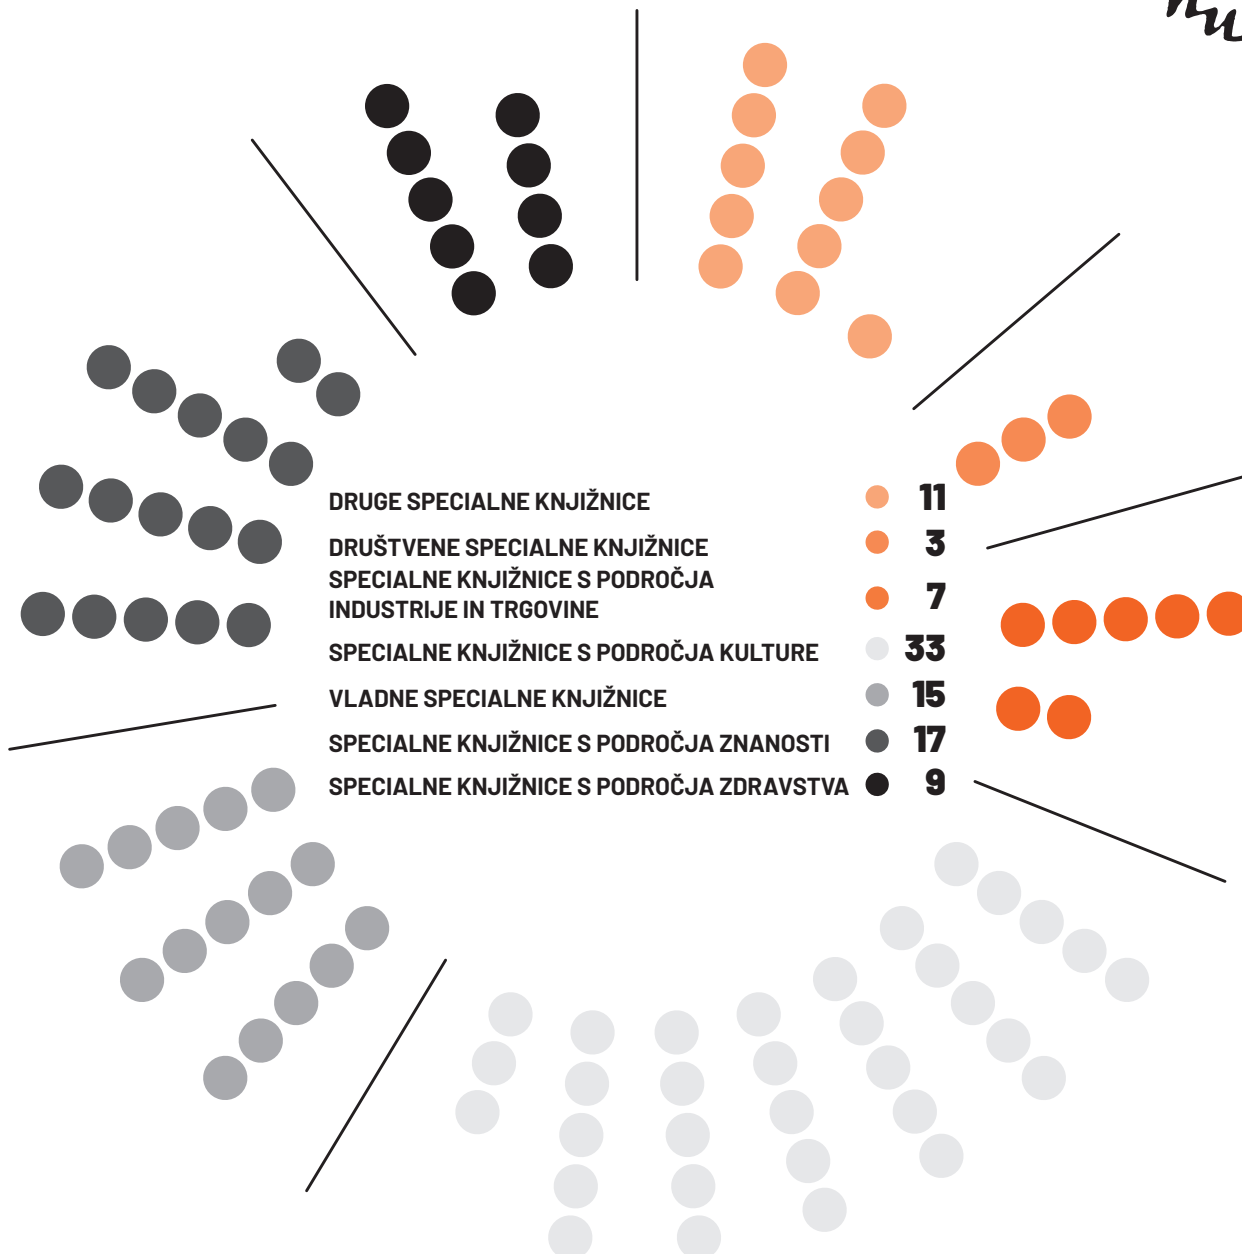 DRUGE SPECIALNE KNJIŽNICE 11
DRUŠTVENE SPECIALNE KNJIŽNICE 3
SPECIALNE KNJIŽNICE S PODROČJA
INDUSTRIJE IN TRGOVINE 7
SPECIALNE KNJIŽNICE S PODROČJA KULTURE 33
VLADNE SPECIALNE KNJIŽNICE 15
SPECIALNE KNJIŽNICE S PODROČJA ZNANOSTI 17
SPECIALNE KNJIŽNICE S PODROČJA ZDRAVSTVA 9